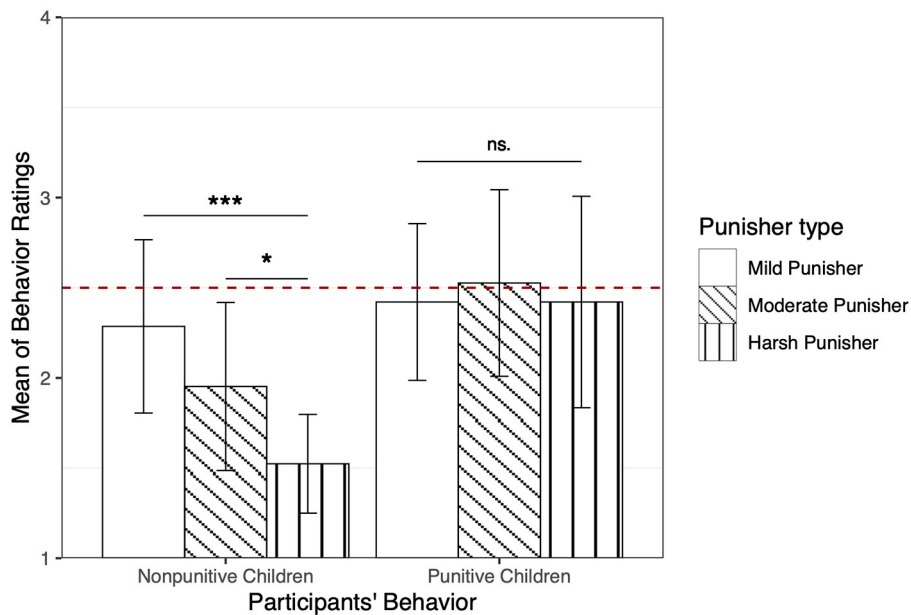 4
3
2
1
Mean of Behavior Ratings
***
*
ns.
Nonpunitive Children
Punitive Children
Participants' Behavior
Punisher type
Mild Punisher
Moderate Punisher
Harsh Punisher